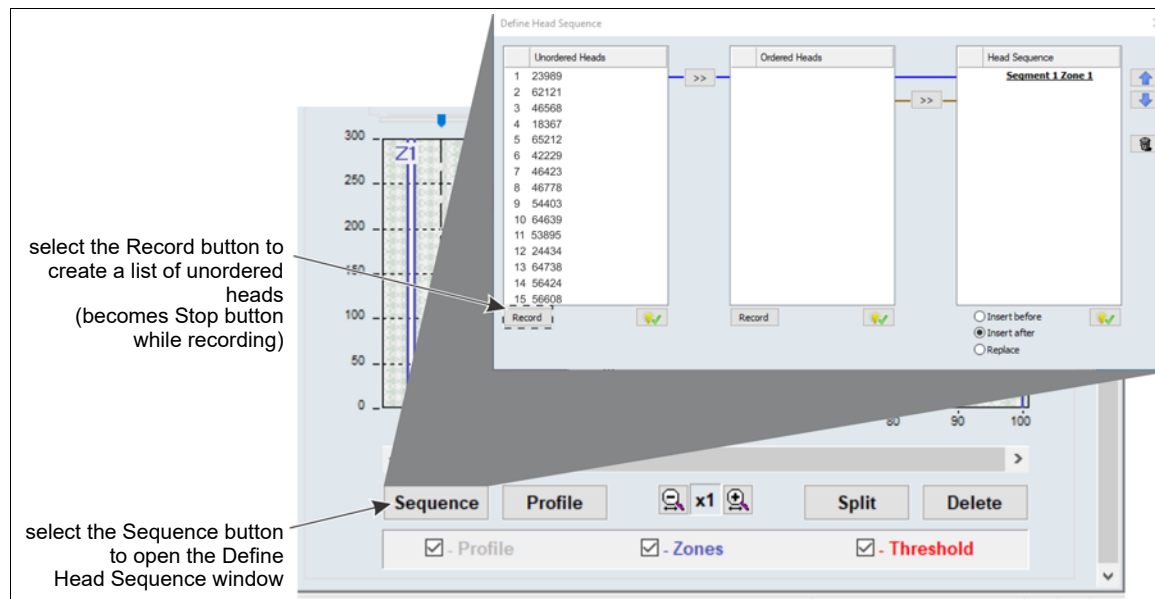 Define Head Sequence
Unordered Heads
1 23989
2 62121
3 46568
4 18367
5 65212
6 42229
7 46423
8 46778
9 54403
10 64639
11 53895
12 24434
13 64738
14 56424
15 56608
Record
>>
Ordered Heads
Record
>>
Head Sequence
Segment 1 Zone 1
Insert before
Insert after
Replace
300
250
200
150
100
50
0
Z1
80
90
100
select the Record button to
create a list of unordered
heads
(becomes Stop button
while recording)
Sequence
Profile
x1
Split
Delete
select the Sequence button
to open the Define
Head Sequence window
- Profile
- Zones
- Threshold